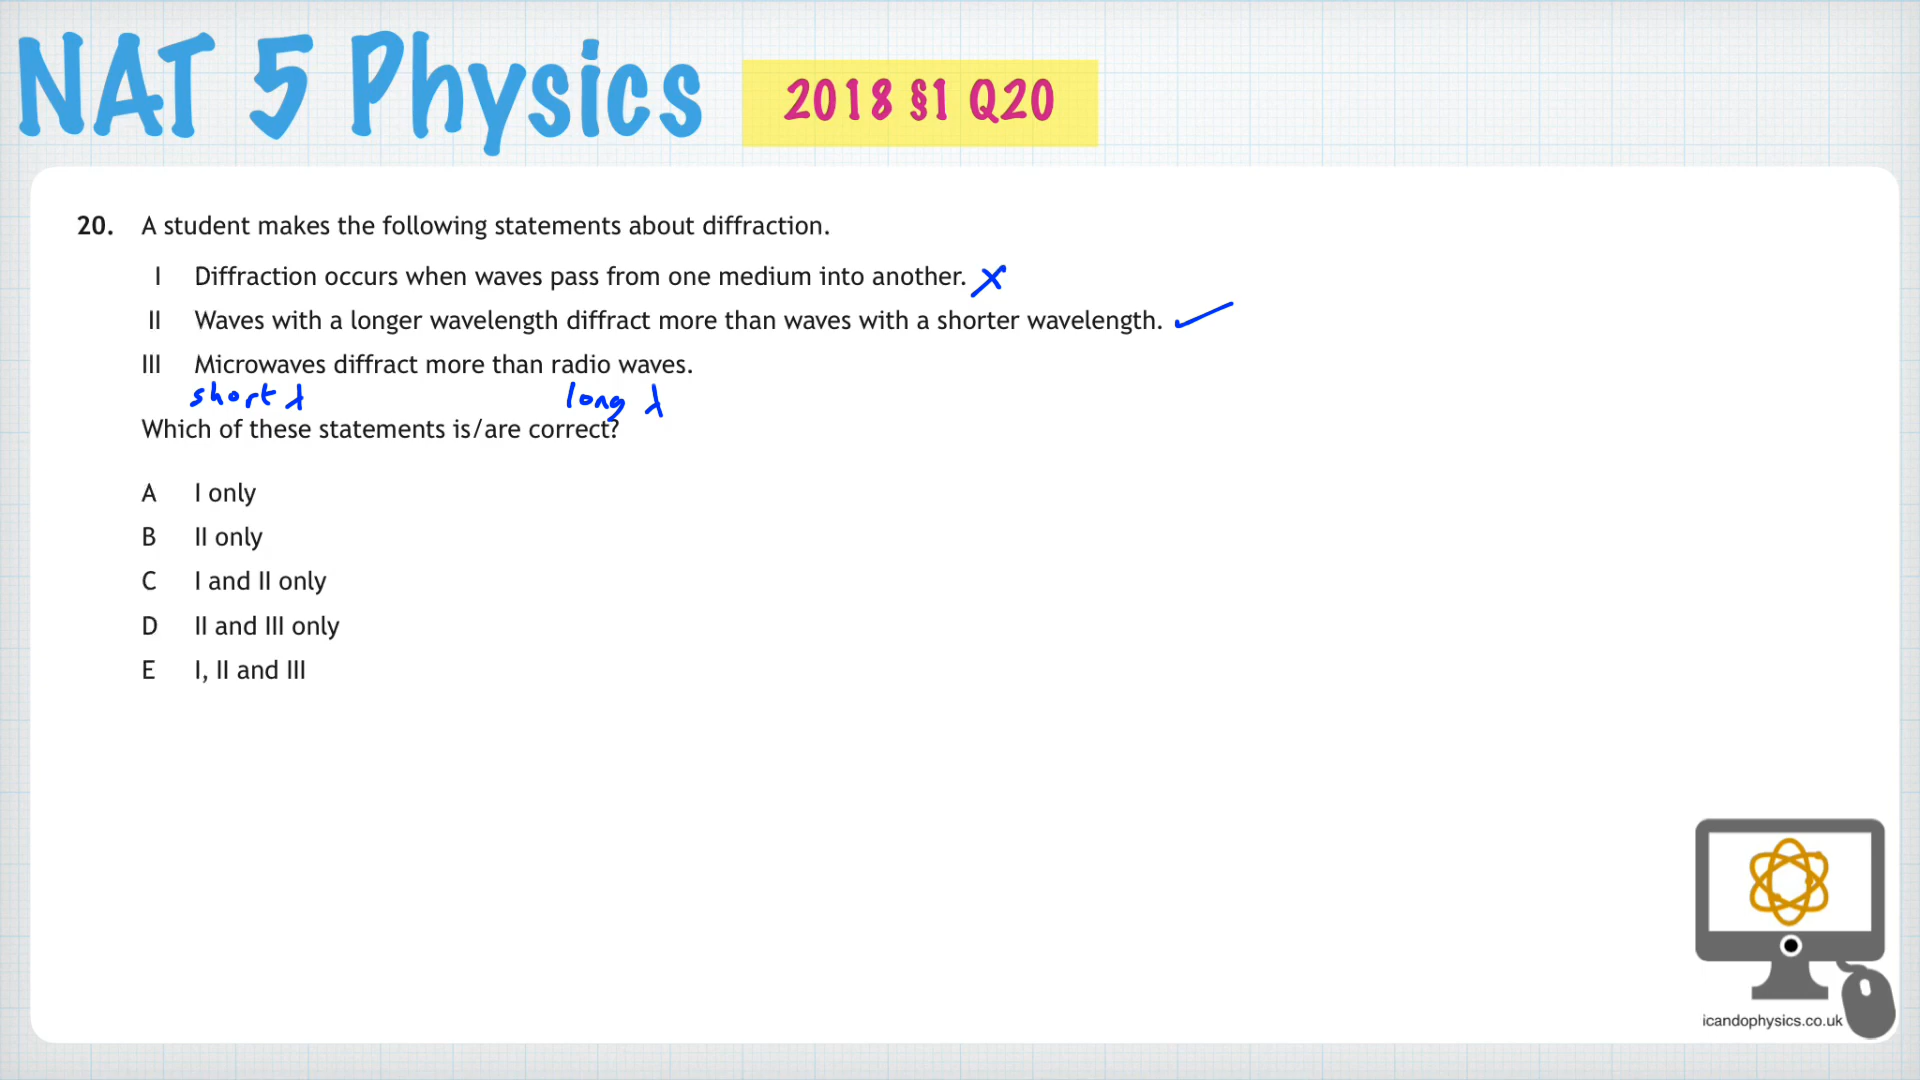 NAT 5 Physics
2018 §1 Q20
20. A student makes the following statements about diffraction.
I Diffraction occurs when waves pass from one medium into another.
II Waves with a longer wavelength diffract more than waves with a shorter wavelength.
III Microwaves diffract more than radio waves.
short λ long λ
Which of these statements is/are correct?
A I only
B II only
C I and II only
D II and III only
E I, II and III
icandophysics.co.uk